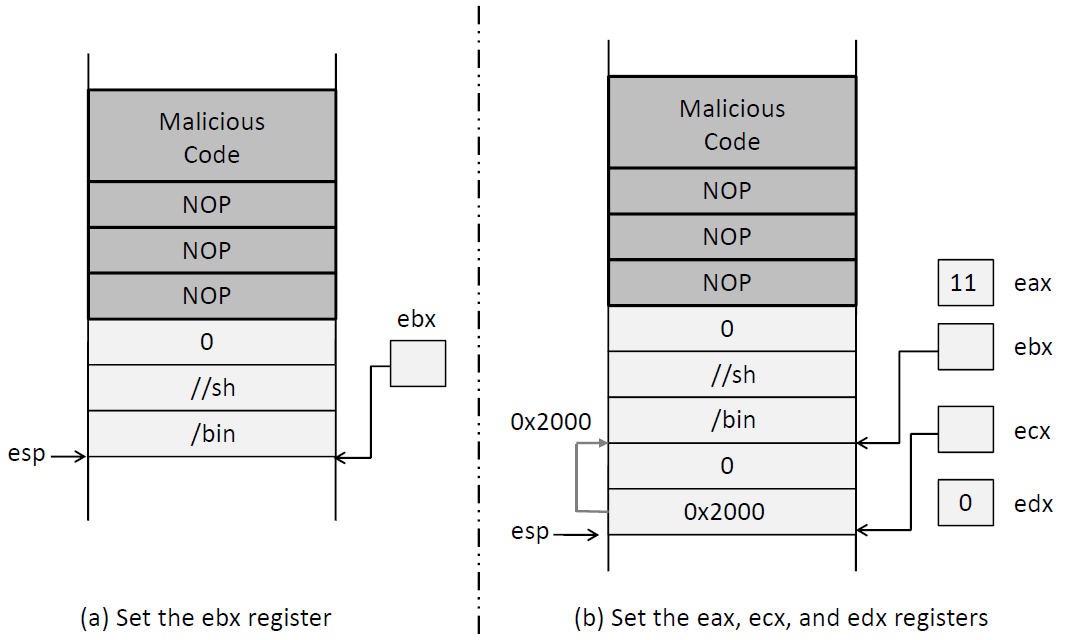 Malicious
Code
NOP
NOP
NOP
0
//sh
/bin
esp
ebx
(a) Set the ebx register
Malicious
Code
NOP
NOP
NOP
0
//sh
/bin
0
0x2000
0x2000
esp
11 eax
ebx
ecx
0 edx
(b) Set the eax, ecx, and edx registers